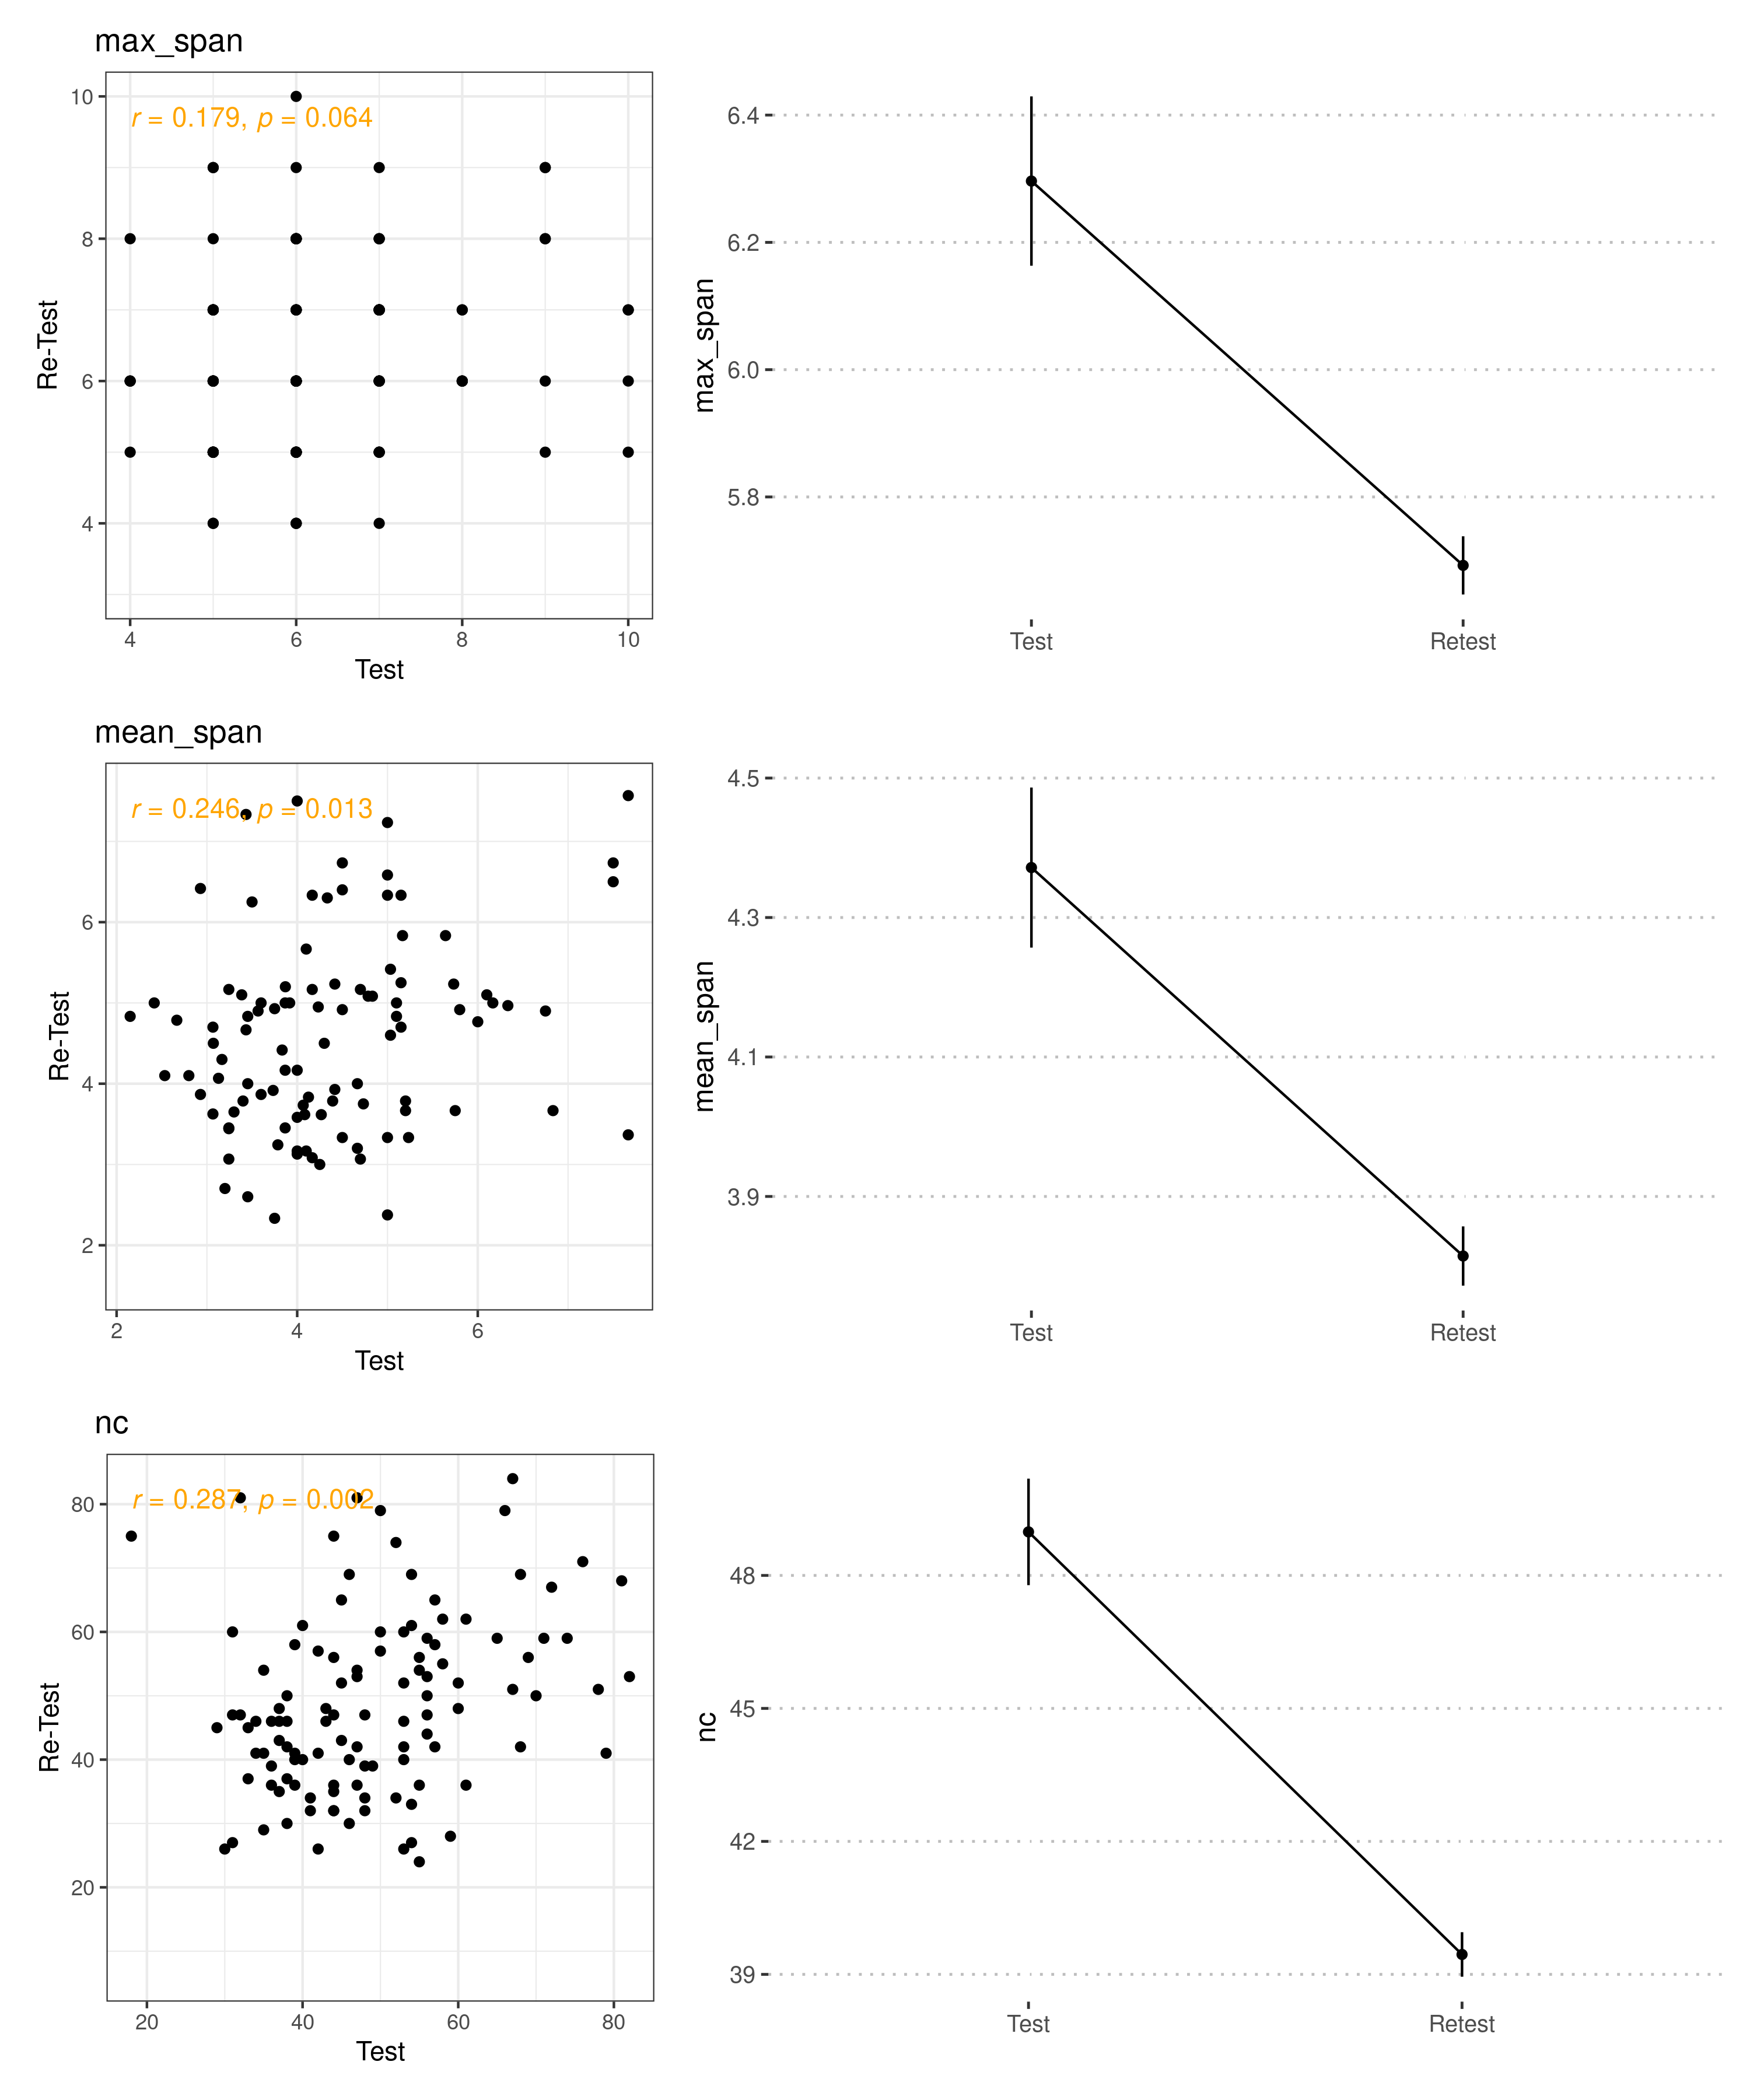 max_span
r = 0.179, p = 0.064
10
8
6
4
Re-Test
4 6 8 10
Test
6.4
6.2
6.0
5.8
max_span
Test Retest
mean_span
r = 0.246, p = 0.013
6
4
2
Re-Test
2 4 6
Test
4.5
4.3
4.1
3.9
mean_span
Test Retest
nc
r = 0.287, p = 0.002
80
60
40
20
Re-Test
20 40 60 80
Test
48
45
42
39
nc
Test Retest